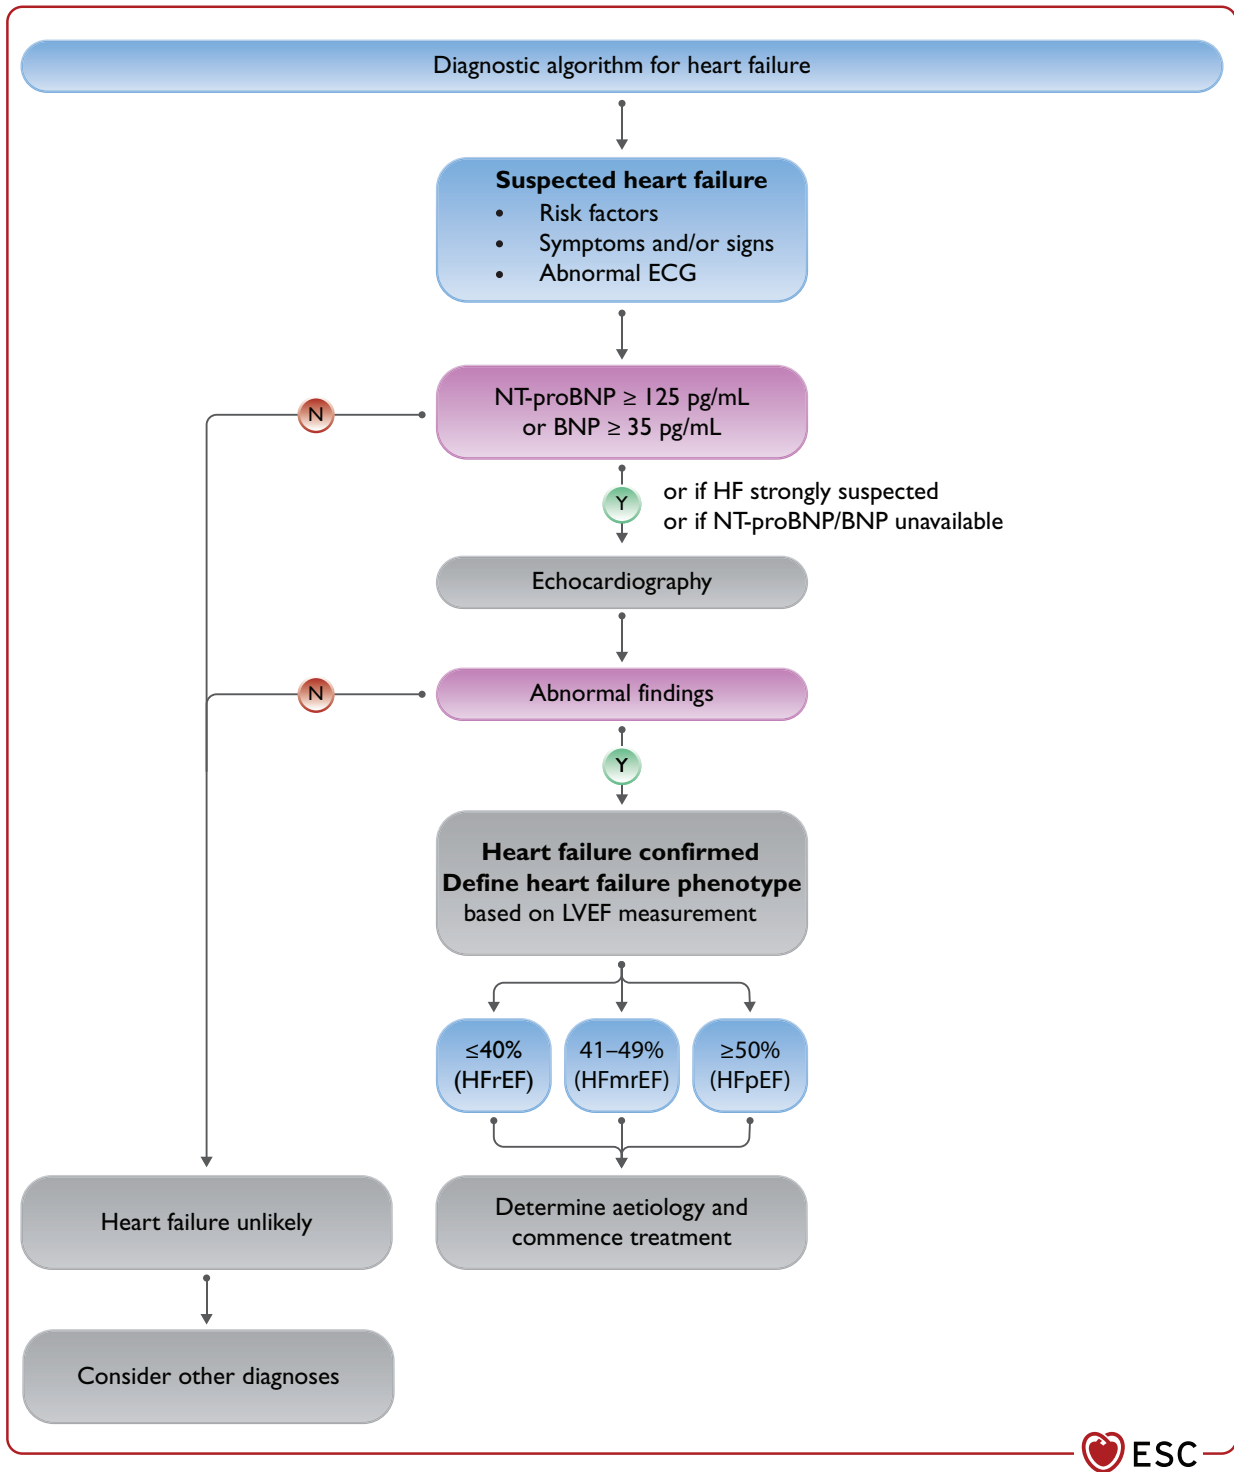 Diagnostic algorithm for heart failure
Suspected heart failure
• Risk factors
• Symptoms and/or signs
• Abnormal ECG
NT-proBNP ≥ 125 pg/mL
or BNP ≥ 35 pg/mL
N
Y
or if HF strongly suspected
or if NT-proBNP/BNP unavailable
Echocardiography
Abnormal findings
N
Y
Heart failure confirmed
Define heart failure phenotype
based on LVEF measurement
≤40%
(HFrEF)
41–49%
(HFmrEF)
≥50%
(HFpEF)
Determine aetiology and
commence treatment
Heart failure unlikely
Consider other diagnoses
ESC